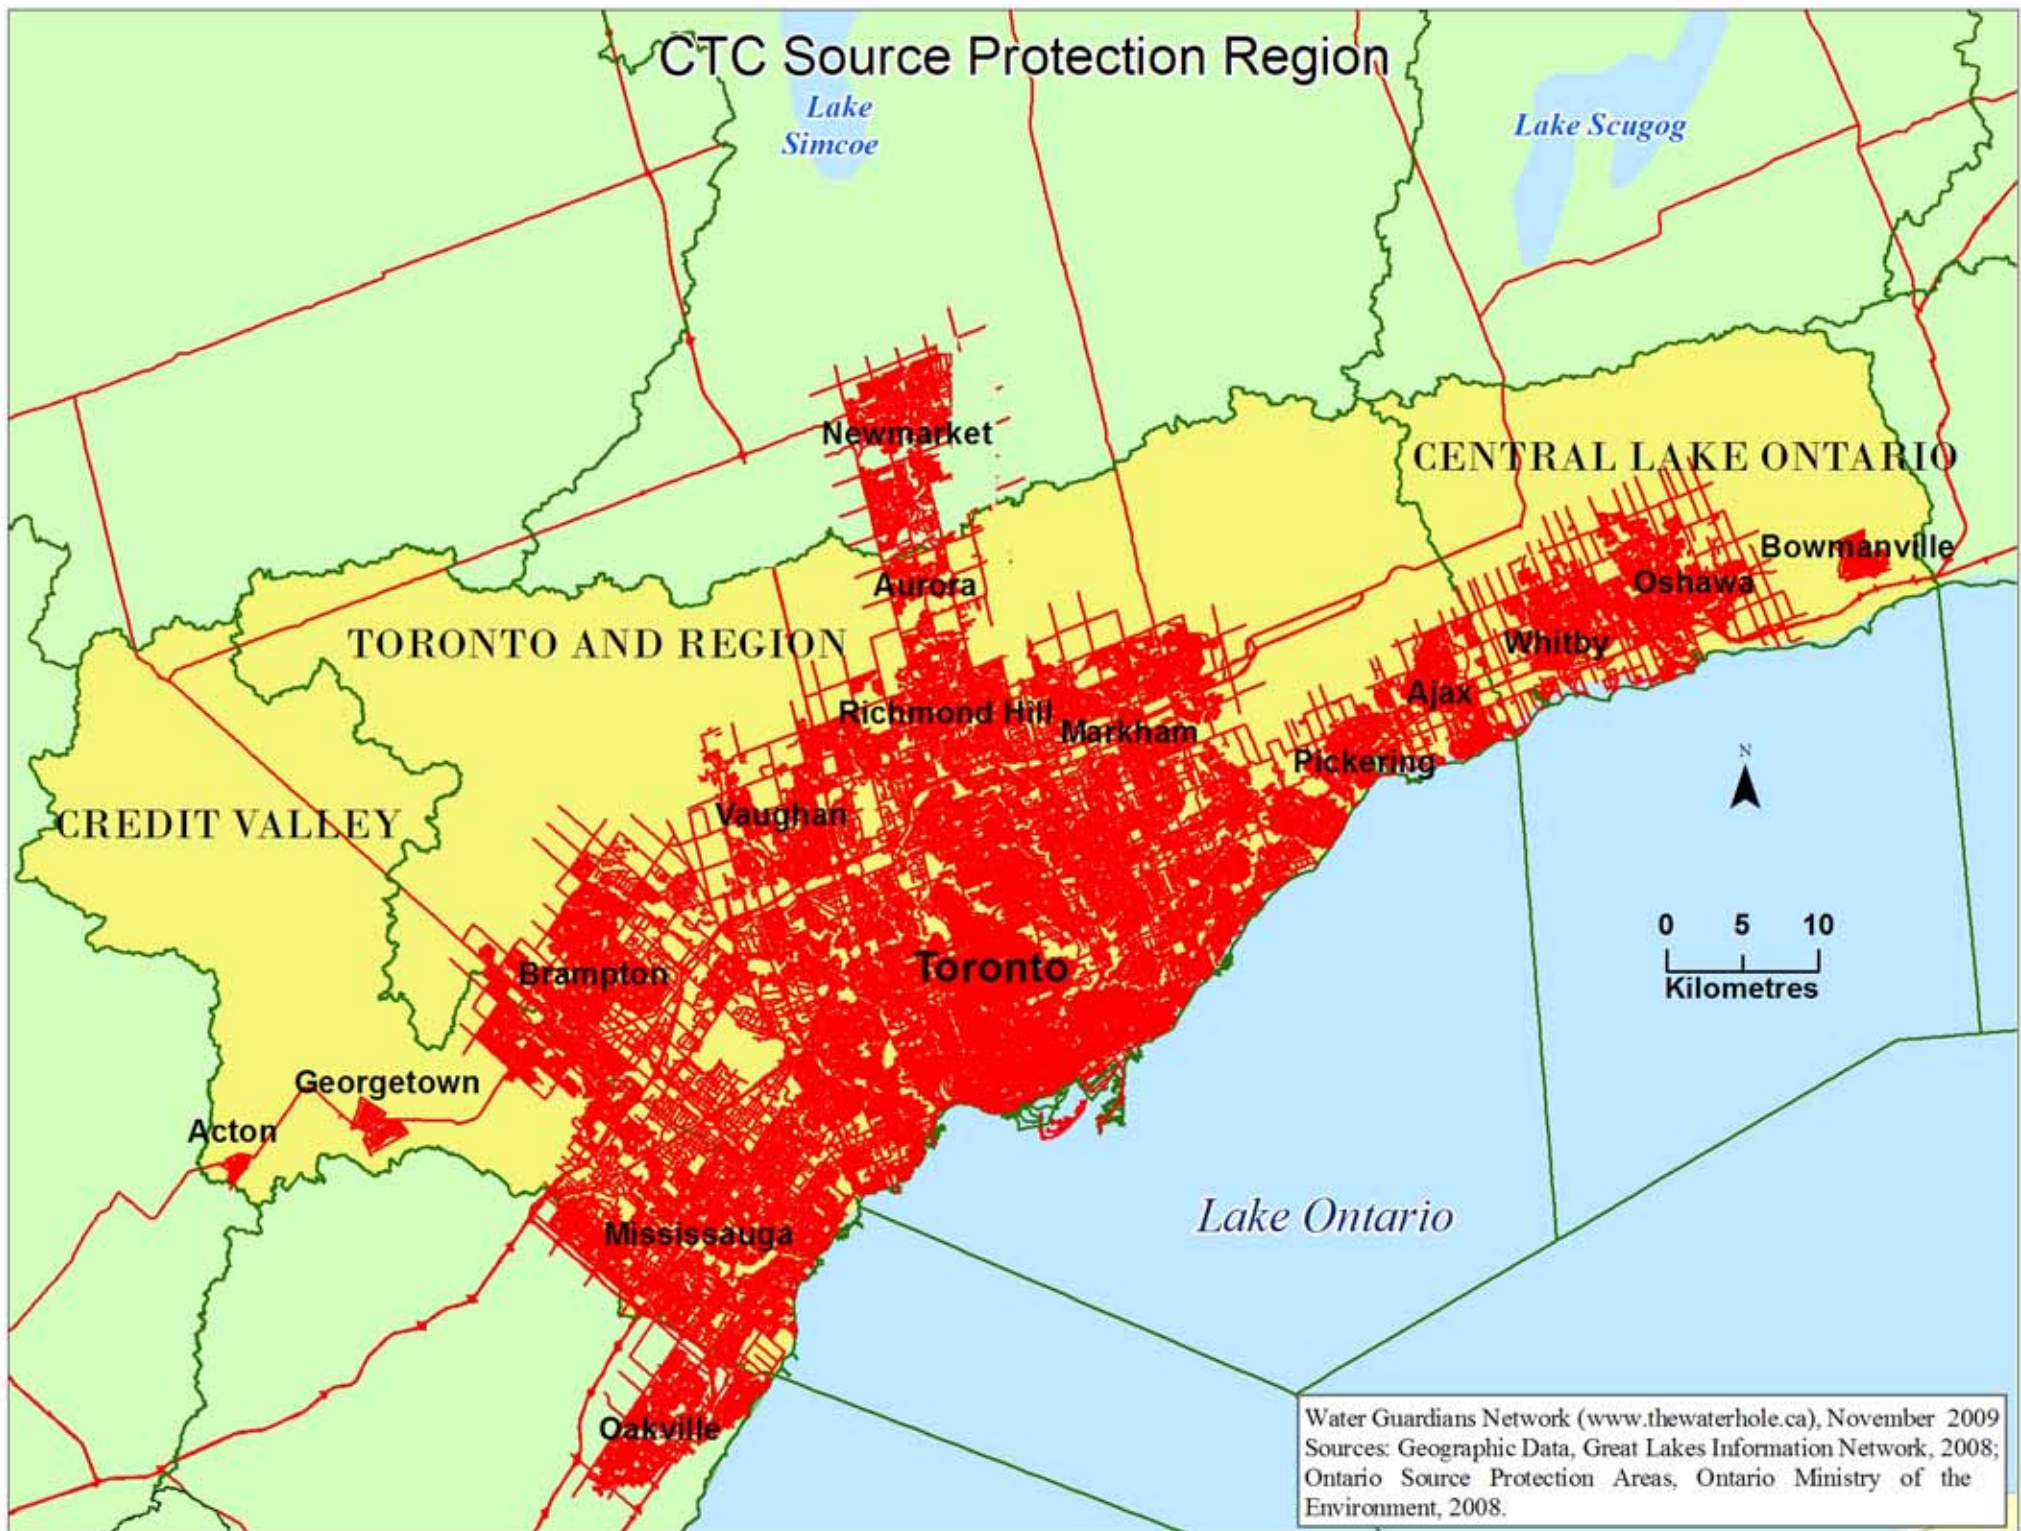 CTC Source Protection Region
Lake
Simcoe
Lake Scugog
Newmarket
CENTRAL LAKE ONTARIO
Bowmanville
Aurora
Oshawa
TORONTO AND REGION
Whitby
Ajax
Richmond Hill
Markham
Pickering
N
Vaughan
CREDIT VALLEY
0 5 10
Kilometres
Toronto
Brampton
Georgetown
Acton
Lake Ontario
Mississauga
Oakville
Water Guardians Network (www.thewaterhole.ca), November 2009
Sources: Geographic Data, Great Lakes Information Network, 2008;
Ontario Source Protection Areas, Ontario Ministry of the
Environment, 2008.